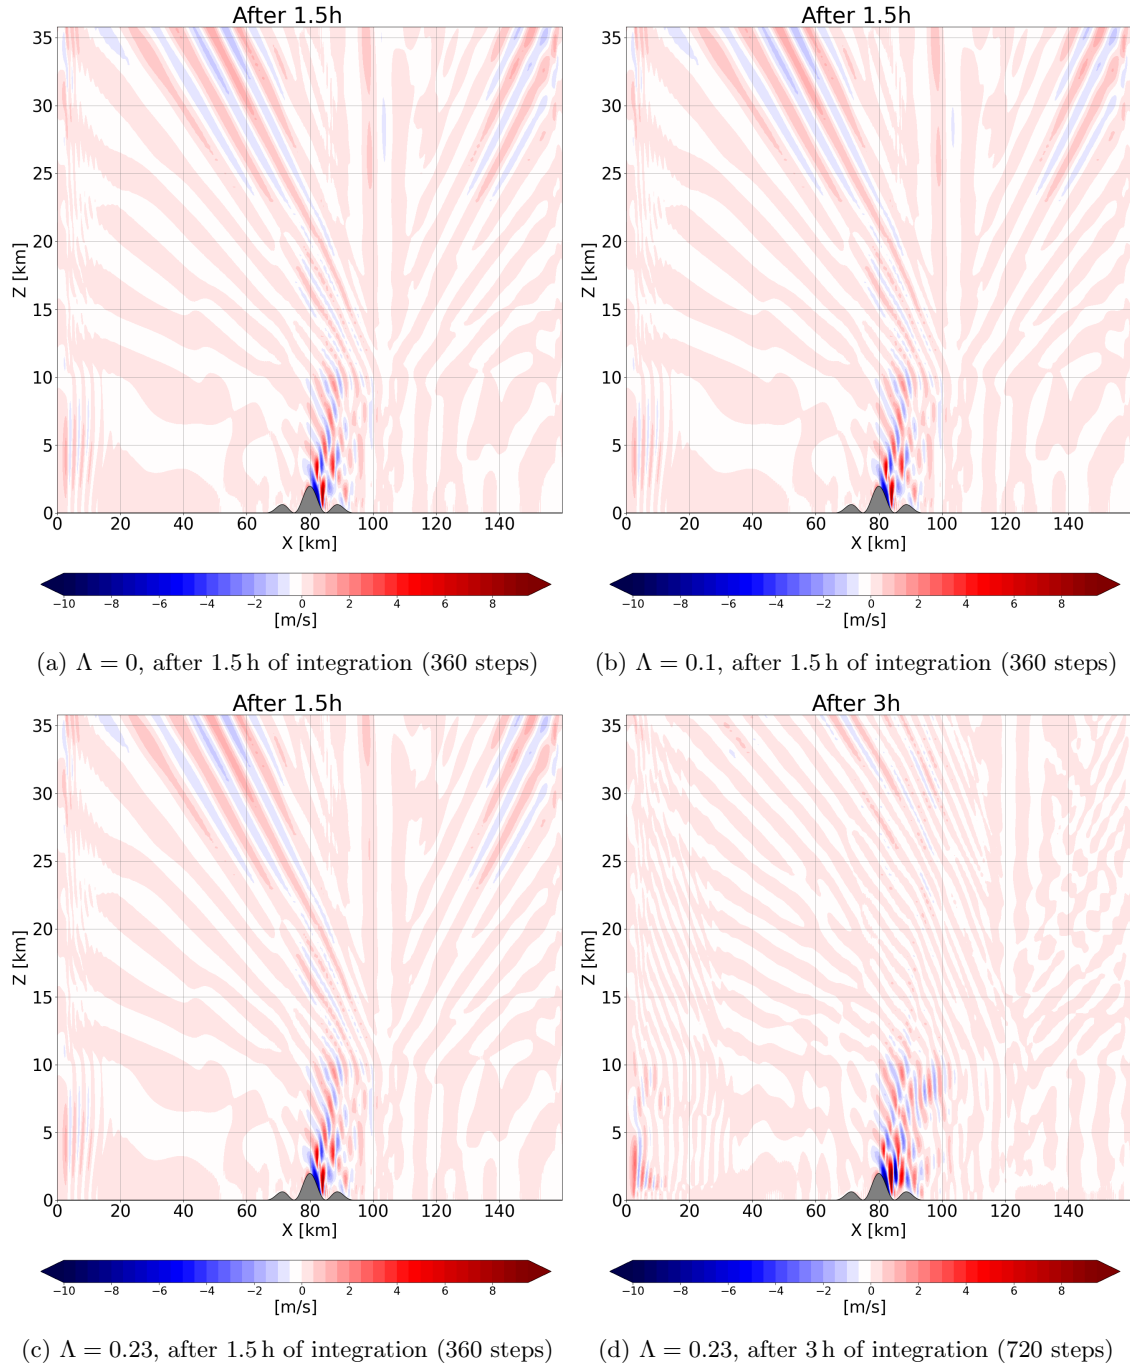 After 1.5h
35
30
25
20
15
10
5
0
Z [km]
0 20 40 60 80 100 120 140
X [km]
−10 −8 −6 −4 −2 0 2 4 6 8
[m/s]
(a) Λ = 0, after 1.5 h of integration (360 steps)
After 1.5h
35
30
25
20
15
10
5
0
Z [km]
0 20 40 60 80 100 120 140
X [km]
−10 −8 −6 −4 −2 0 2 4 6 8
[m/s]
(b) Λ = 0.1, after 1.5 h of integration (360 steps)
After 1.5h
35
30
25
20
15
10
5
0
Z [km]
0 20 40 60 80 100 120 140
X [km]
−10 −8 −6 −4 −2 0 2 4 6 8
[m/s]
(c) Λ = 0.23, after 1.5 h of integration (360 steps)
After 3h
35
30
25
20
15
10
5
0
Z [km]
0 20 40 60 80 100 120 140
X [km]
−10 −8 −6 −4 −2 0 2 4 6 8
[m/s]
(d) Λ = 0.23, after 3 h of integration (720 steps)